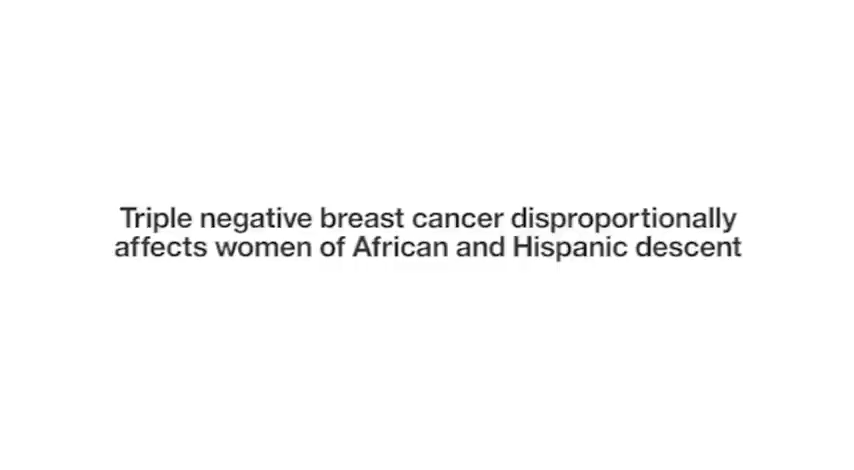 Triple negative breast cancer disproportionally
affects women of African and Hispanic descent